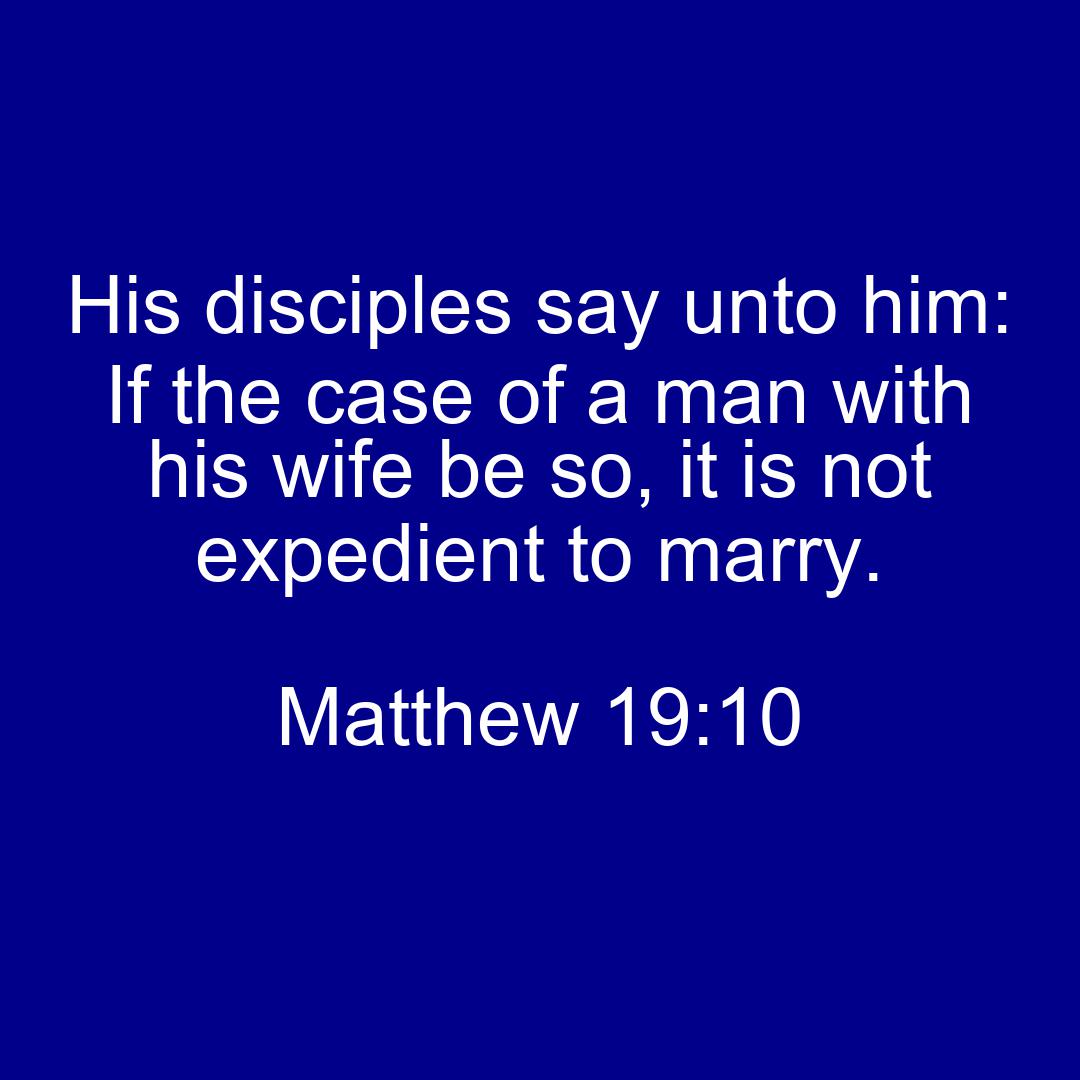 His disciples say unto him:
If the case of a man with
his wife be so, it is not
expedient to marry.
Matthew 19:10